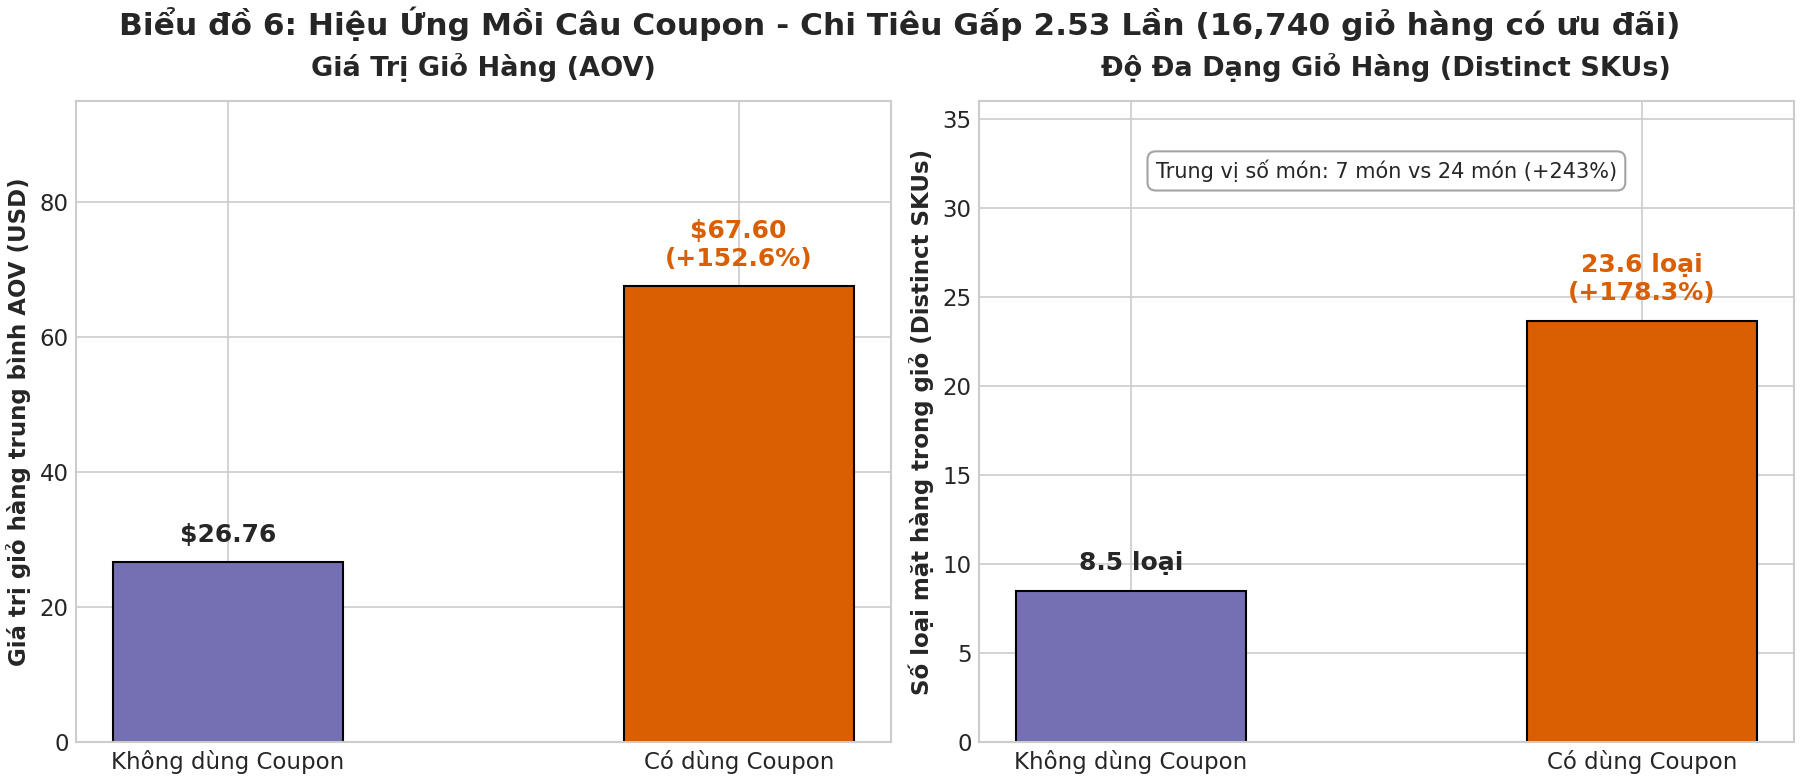 Biểu đồ 6: Hiệu Ứng Mồi Câu Coupon - Chi Tiêu Gấp 2.53 Lần (16,740 giỏ hàng có ưu đãi)
Giá Trị Giỏ Hàng (AOV)
Giá trị giỏ hàng trung bình AOV (USD)
80
60
40
20
0
$26.76
$67.60
(+152.6%)
Không dùng Coupon
Có dùng Coupon
Độ Đa Dạng Giỏ Hàng (Distinct SKUs)
Số loại mặt hàng trong giỏ (Distinct SKUs)
35
30
25
20
15
10
5
0
Trung vị số món: 7 món vs 24 món (+243%)
8.5 loại
23.6 loại
(+178.3%)
Không dùng Coupon
Có dùng Coupon